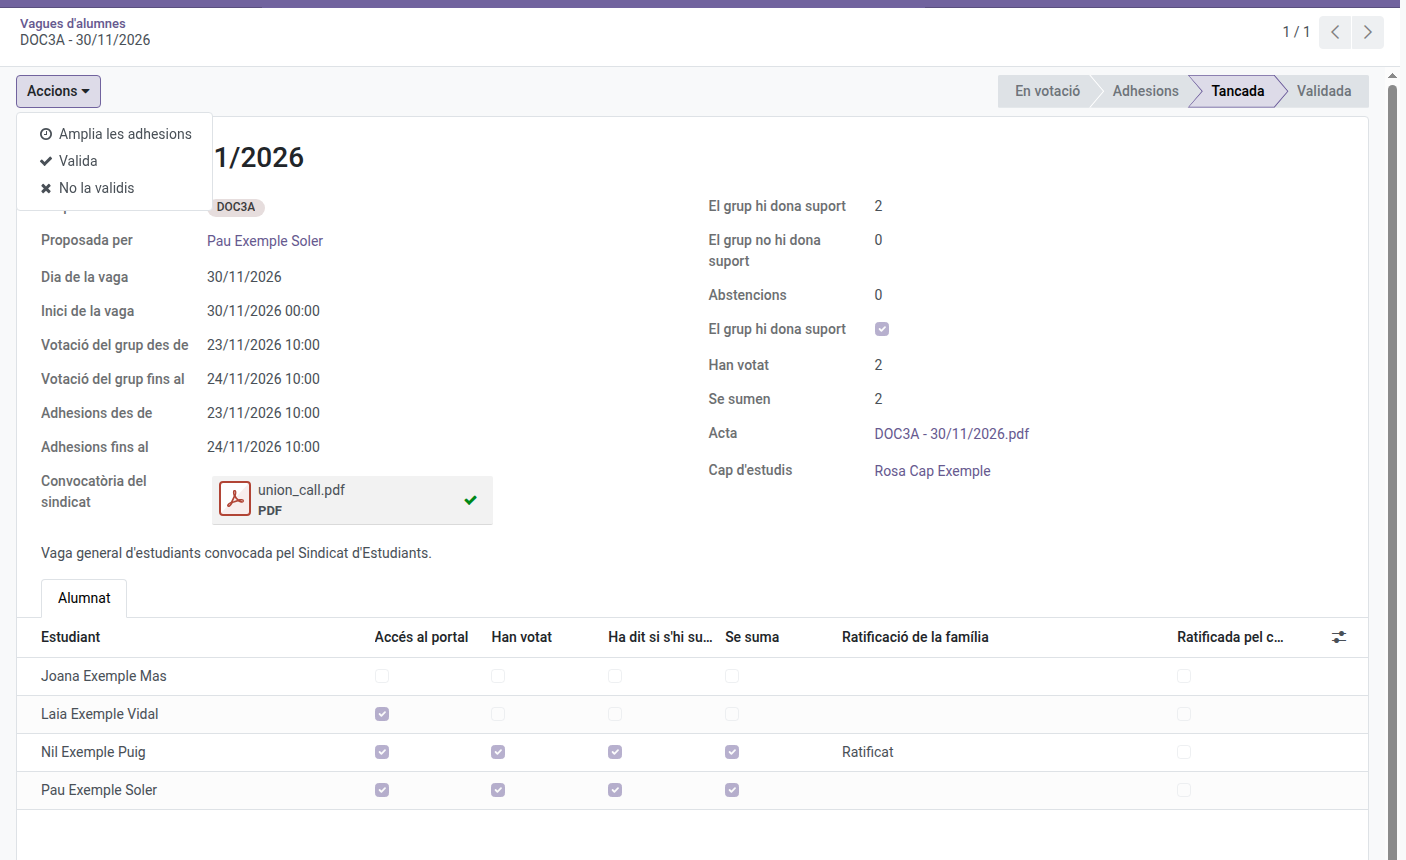 Vagues d'alumnes
DOC3A - 30/11/2026
1 / 1
Accions
En votació
Adhesions
Tancada
Validada
Amplia les adhesions
Valida
No la validis
1/2026
DOC3A
Proposada per
Pau Exemple Soler
Dia de la vaga
30/11/2026
Inici de la vaga
30/11/2026 00:00
Votació del grup des de
23/11/2026 10:00
Votació del grup fins al
24/11/2026 10:00
Adhesions des de
23/11/2026 10:00
Adhesions fins al
24/11/2026 10:00
Convocatòria del
sindicat
union_call.pdf
PDF
El grup hi dona suport
2
El grup no hi dona
suport
0
Abstencions
0
El grup hi dona suport
Han votat
2
Se sumen
2
Acta
DOC3A - 30/11/2026.pdf
Cap d'estudis
Rosa Cap Exemple
Vaga general d'estudiants convocada pel Sindicat d'Estudiants.
Alumnat
Estudiant Accés al portal Han votat Ha dit si s'hi su... Se suma Ratificació de la família Ratificada pel c...
Joana Exemple Mas
Laia Exemple Vidal
Nil Exemple Puig Ratificat
Pau Exemple Soler